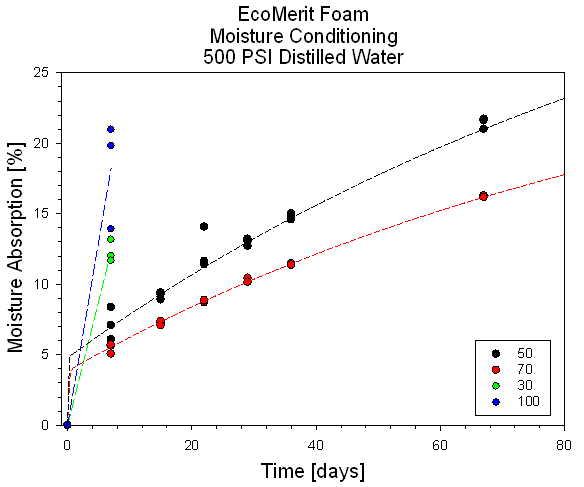 EcoMerit Foam
Moisture Conditioning
500 PSI Distilled Water
25
20
15
10
5
0
Moisture Absorption [%]
0 20 40 60 80
Time [days]
50
70
30
100